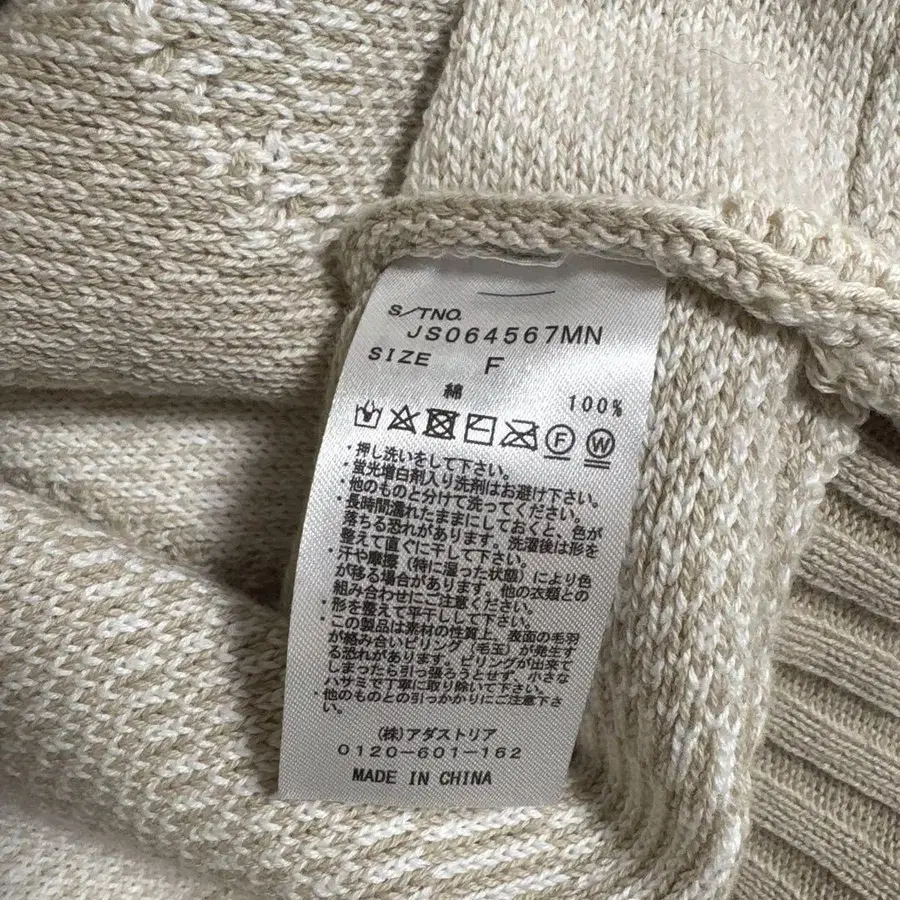 S/TNO.
JS064567MN
SIZE F
綿 100%
F W
・押し洗いをして下さい。
・蛍光増白剤入り洗剤はお避け下さい。
・他のものと分けて洗ってください。
・長時間濡れたままにしておくと、色が
落ちる恐れがあります。洗濯後は形を
整えて直ぐに干して下さい。
・汗や摩擦（特に湿った状態）により色
が移る場合があります。他の衣類との
組み合わせにご注意ください。
・形を整えて平干しして下さい。
・この製品は素材の性質上、表面の毛羽
が絡み合いピリング（毛玉）が発生す
る恐れがあります。ピリングが出来て
しまったら引っ張ろうとせず、小さな
ハサミで丁寧に取り除いて下さい。
・他のものとの引っかかりにご注意下さ
い。
(株)アダストリア
0120-601-162
MADE IN CHINA